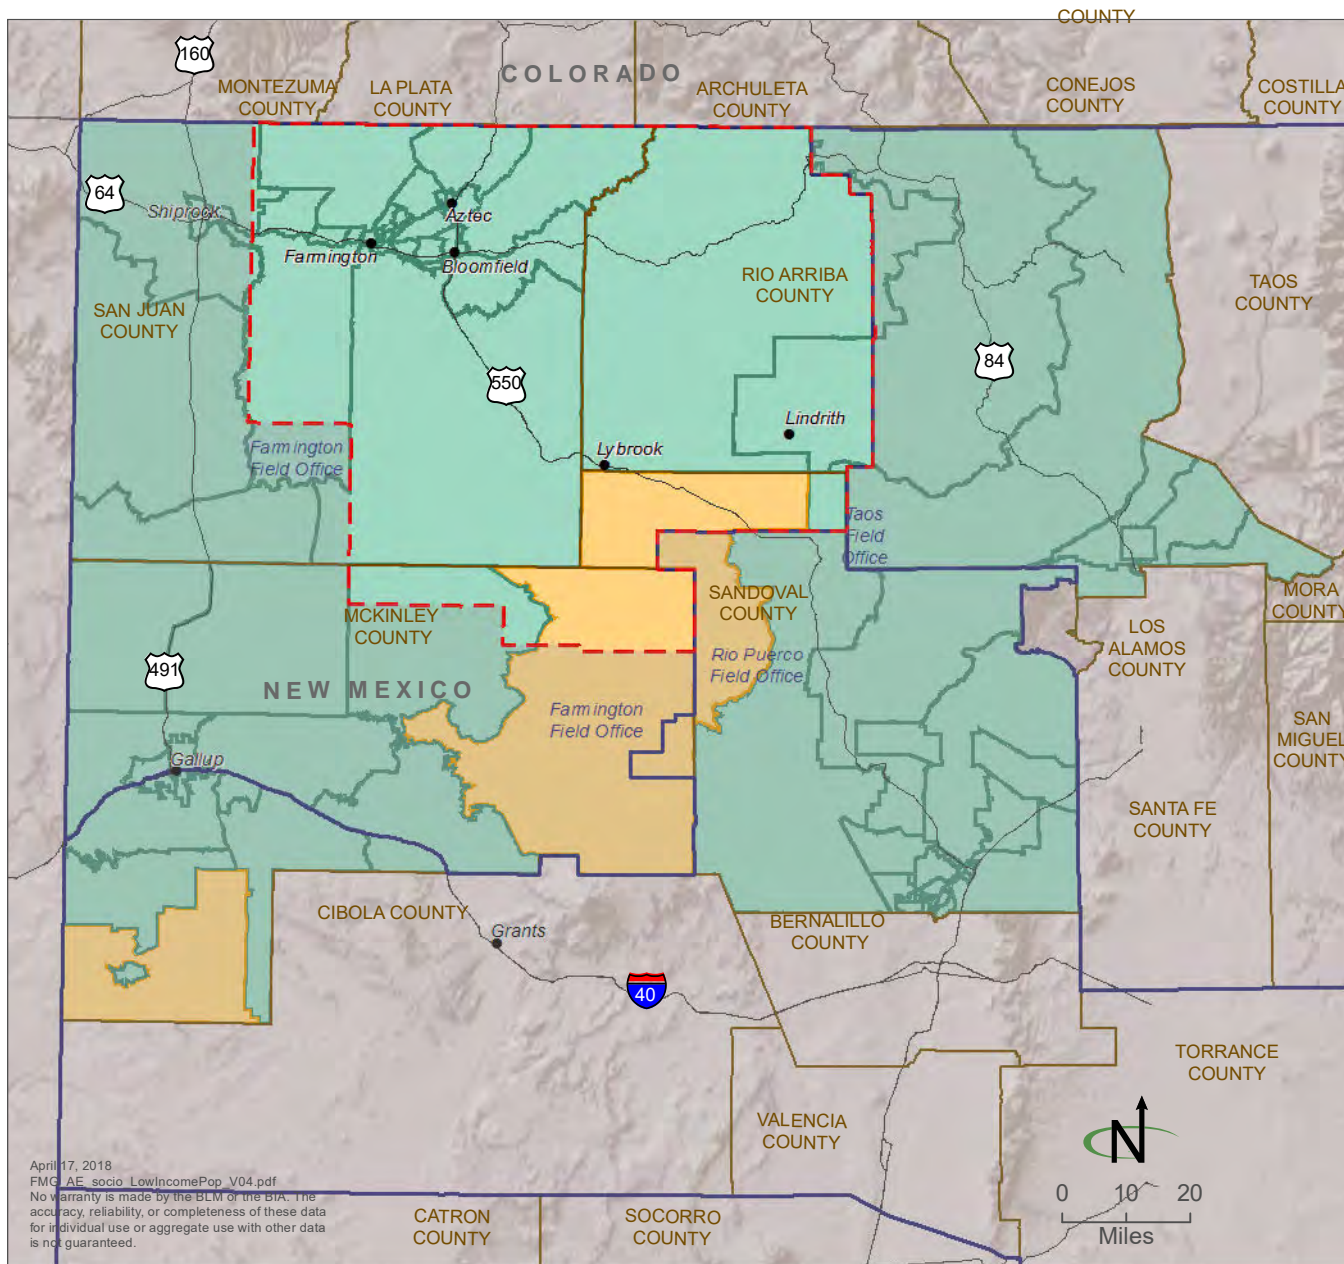 COUNTY
160
COLORADO
MONTEZUMA
COUNTY
LA PLATA
COUNTY
ARCHULETA
COUNTY
CONEJOS
COUNTY
COSTILLA
COUNTY
64
Shiprock
Aztec
Farmington
Bloomfield
RIO ARRIBA
COUNTY
TAOS
COUNTY
SAN JUAN
COUNTY
84
550
Lindrith
Farmington
Field Office
Lybrook
Taos
Field
Office
MCKINLEY
COUNTY
SANDOVAL
COUNTY
MORA
COUNTY
LOS
ALAMOS
COUNTY
Rio Puerco
Field Office
491
NEW MEXICO
Farmington
Field Office
SAN
MIGUEL
COUNTY
Gallup
SANTA FE
COUNTY
CIBOLA COUNTY
Grants
BERNALILLO
COUNTY
40
TORRANCE
COUNTY
VALENCIA
COUNTY
N
April 17, 2018
FMG_AE_socio_LowIncomePop_V04.pdf
No warranty is made by the BLM or the BIA. The
accuracy, reliability, or completeness of these data
for individual use or aggregate use with other data
is not guaranteed.
0 10 20
Miles
CATRON
COUNTY
SOCORRO
COUNTY